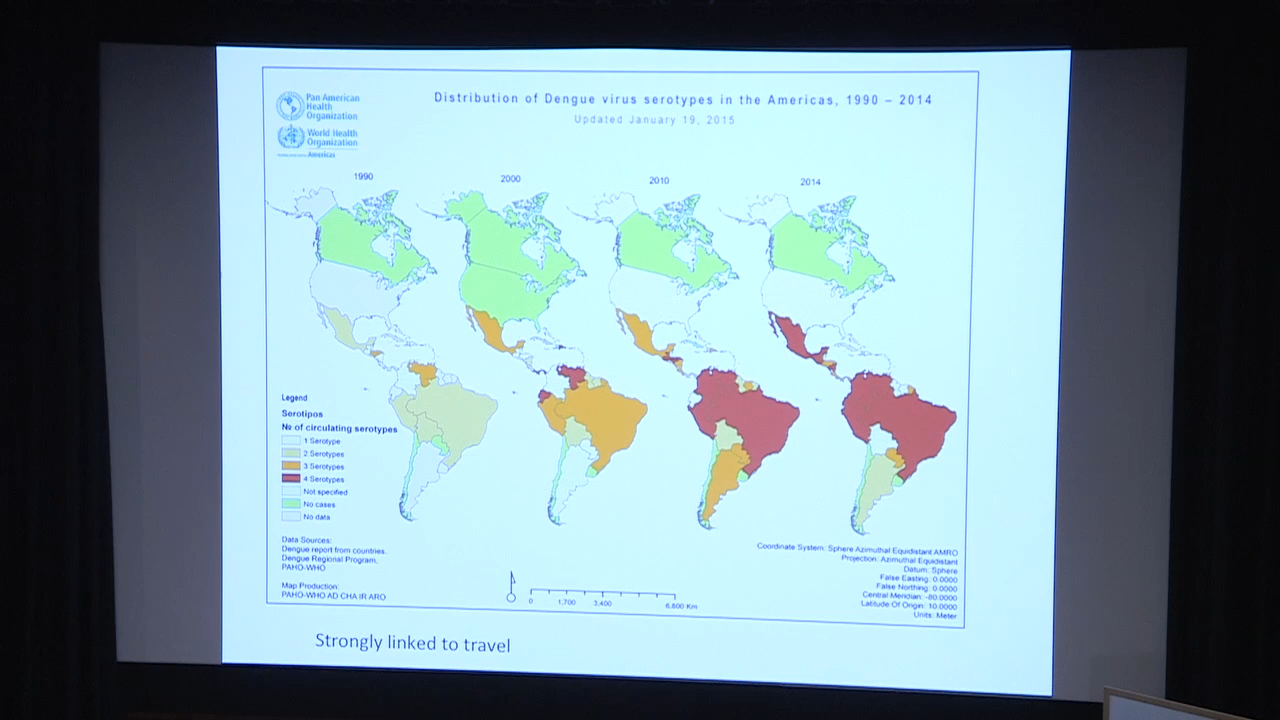 Pan American
Health
Organization
World Health
Organization
Americas
Distribution of Dengue virus serotypes in the Americas, 1990 – 2014
Updated January 19, 2015
1990
2000
2010
2014
Legend
Serotipos
№ of circulating serotypes
1 Serotype
2 Serotypes
3 Serotypes
4 Serotypes
Not specified
No cases
No data
Data Sources:
Dengue report from countries.
Dengue Regional Program,
PAHO-WHO
Map Production:
PAHO-WHO AD CHA IR ARO
0 1,700 3,400 6,800 Km
Coordinate System: Sphere Azimuthal Equidistant AMRO
Projection: Azimuthal Equidistant
Datum: Sphere
False Easting: 0.0000
False Northing: 0.0000
Central Meridian: -80.0000
Latitude Of Origin: 10.0000
Units: Meter
Strongly linked to travel